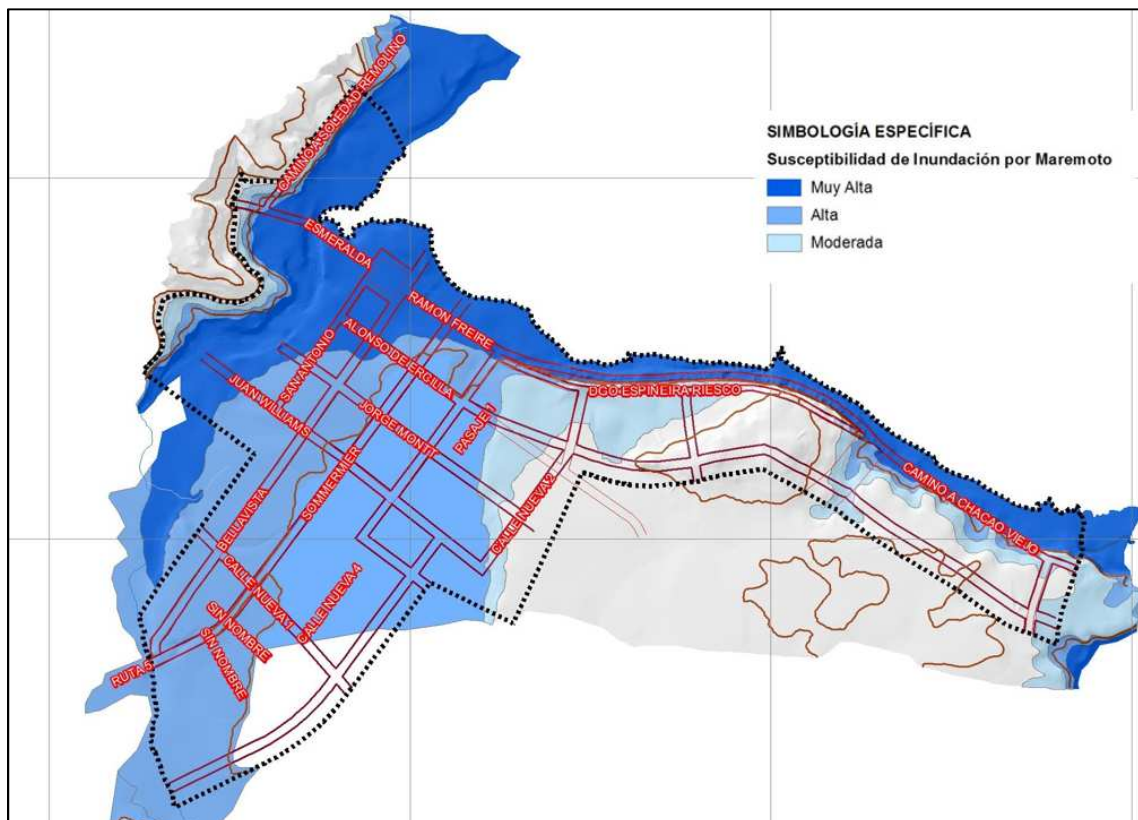 CAMINO A SOLEDAD REMOLINO
SIMBOLOGÍA ESPECÍFICA
Susceptibilidad de Inundación por Maremoto
Muy Alta
Alta
Moderada
ESMERALDA
RAMON FREIRE
ALONSO DE ERCILLA
SAN ANTONIO
JUAN WILLIAMS
JORGE MONTT
PASAJE 1
DGO ESPIÑEIRA RIESCO
CAMINO A CHACAO VIEJO
BELLAVISTA
SOMMERMIER
CALLE NUEVA 2
CALLE NUEVA 1
CALLE NUEVA 4
SIN NOMBRE
SIN NOMBRE
RUTA 5